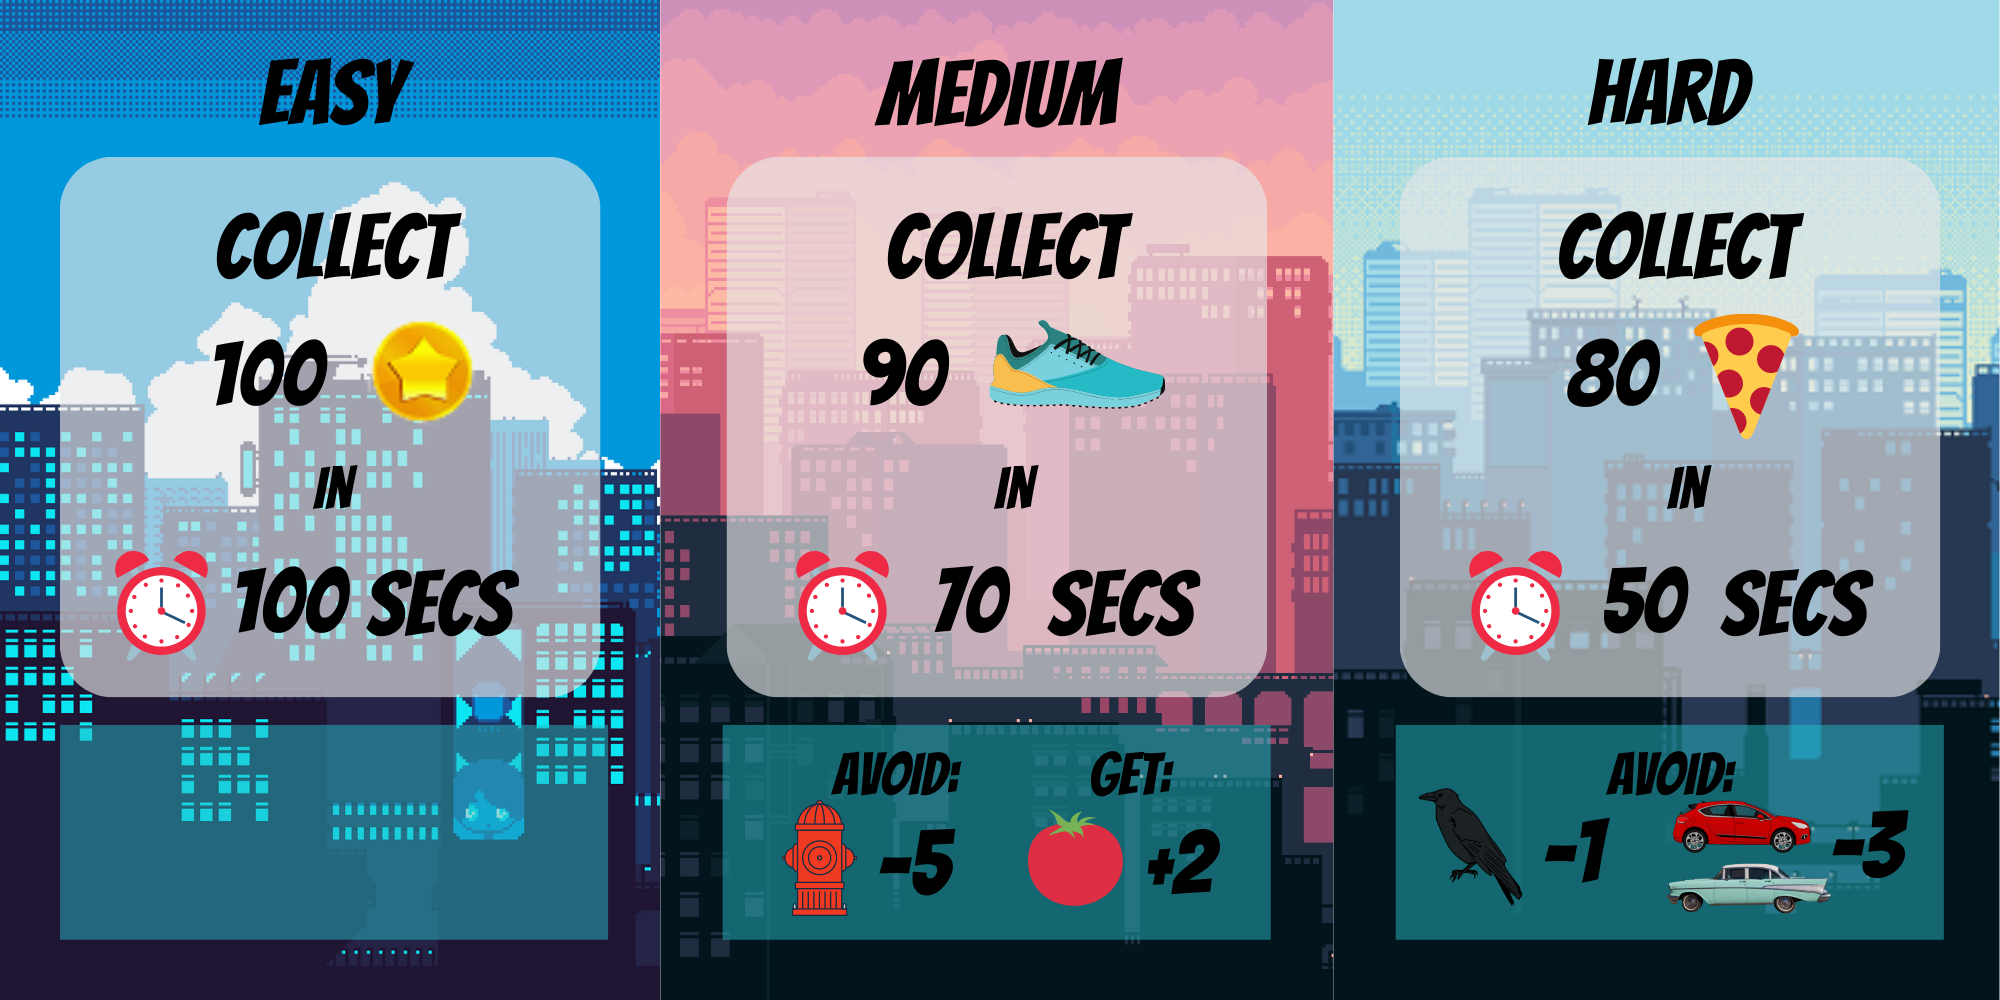 EASY
COLLECT
100
IN
100 SECS
MEDIUM
COLLECT
90
IN
70 SECS
AVOID: GET:
-5 +2
HARD
COLLECT
80
IN
50 SECS
AVOID:
-1 -3